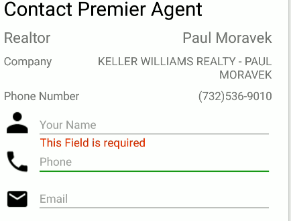 Contact Premier Agent
Realtor Paul Moravek
Company KELLER WILLIAMS REALTY - PAUL
MORAVEK
Phone Number (732)536-9010
Your Name
This Field is required
Phone
Email